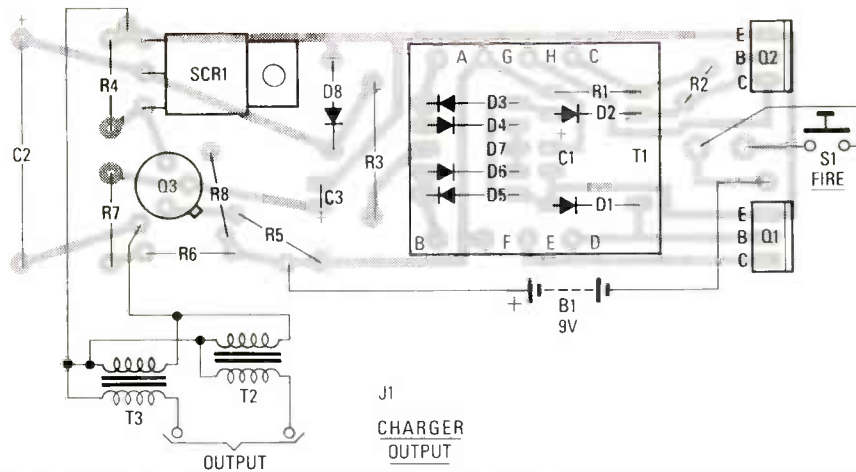 +
R4
SCR1
D8
C2
R3
Q3
R8
R7
C3
+
R6
R5
A G H C
D3
D4
D7
D6
D5
R1
D2
+
C1
T1
D1
B F E D
R2
E
B
C
Q2
S1
FIRE
E
B
C
Q1
+
B1
9V
T3
T2
OUTPUT
J1
CHARGER
OUTPUT